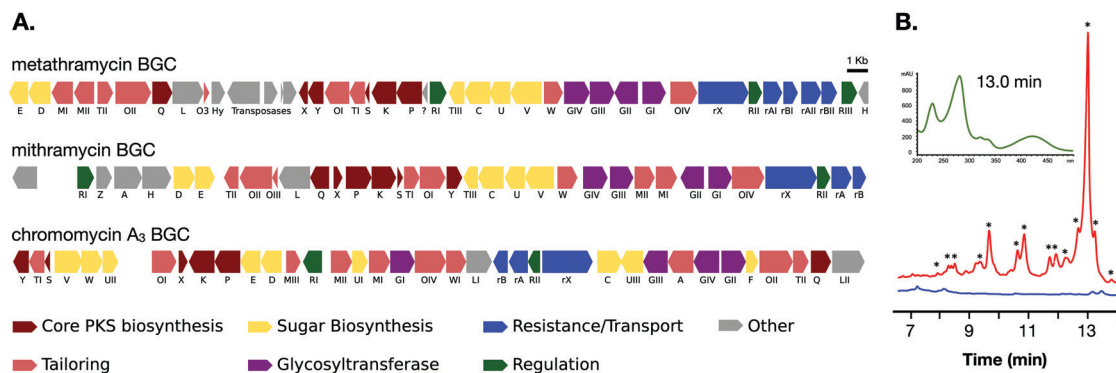 A.
B.
metathramycin BGC
1 Kb
E D MI MII TII OII Q L O3 Hy Transposases X Y OI TI S K P ? RI TIII C U V W GIV GIII GII GI OIV rX RII rAI rBI rAII rBII RIII H
mithramycin BGC
RI Z A H D E TII OII OIII L Q X P K S TI OI Y TIII C U V W GIV GIII MII MI GII GI OIV rX RII rA rB
chromomycin A3 BGC
Y TI S V W UII OI X K P E D MIII RI MII UI MI GI OIV WI LI rB rA RII rX C UIII GIII A GIV GII F OII TII Q LII
Core PKS biosynthesis
Sugar Biosynthesis
Resistance/Transport
Other
Tailoring
Glycosyltransferase
Regulation
mAU
13.0 min
800
600
400
200
0
200 250 300 350 400 450
* * * * * * * * * * * * * *
7 9 11 13
Time (min)